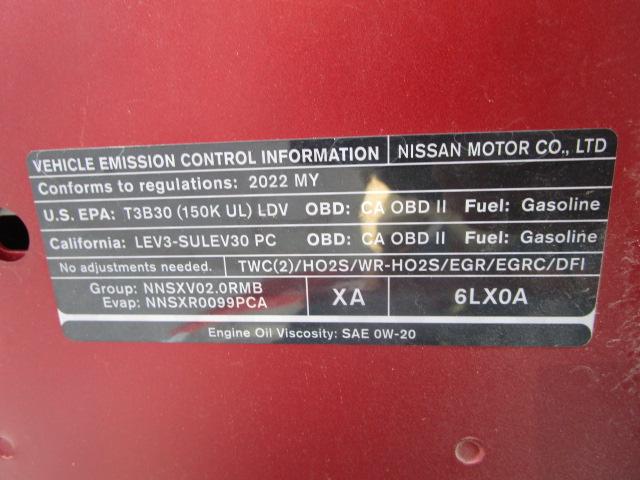 VEHICLE EMISSION CONTROL INFORMATION NISSAN MOTOR CO., LTD
Conforms to regulations: 2022 MY
U.S. EPA: T3B30 (150K UL) LDV OBD: CA OBD II Fuel: Gasoline
California: LEV3-SULEV30 PC OBD: CA OBD II Fuel: Gasoline
No adjustments needed. TWC(2)/HO2S/WR-HO2S/EGR/EGRC/DFI
Group: NNSXV02.0RMB
Evap: NNSXR0099PCA
XA 6LX0A
Engine Oil Viscosity: SAE 0W-20